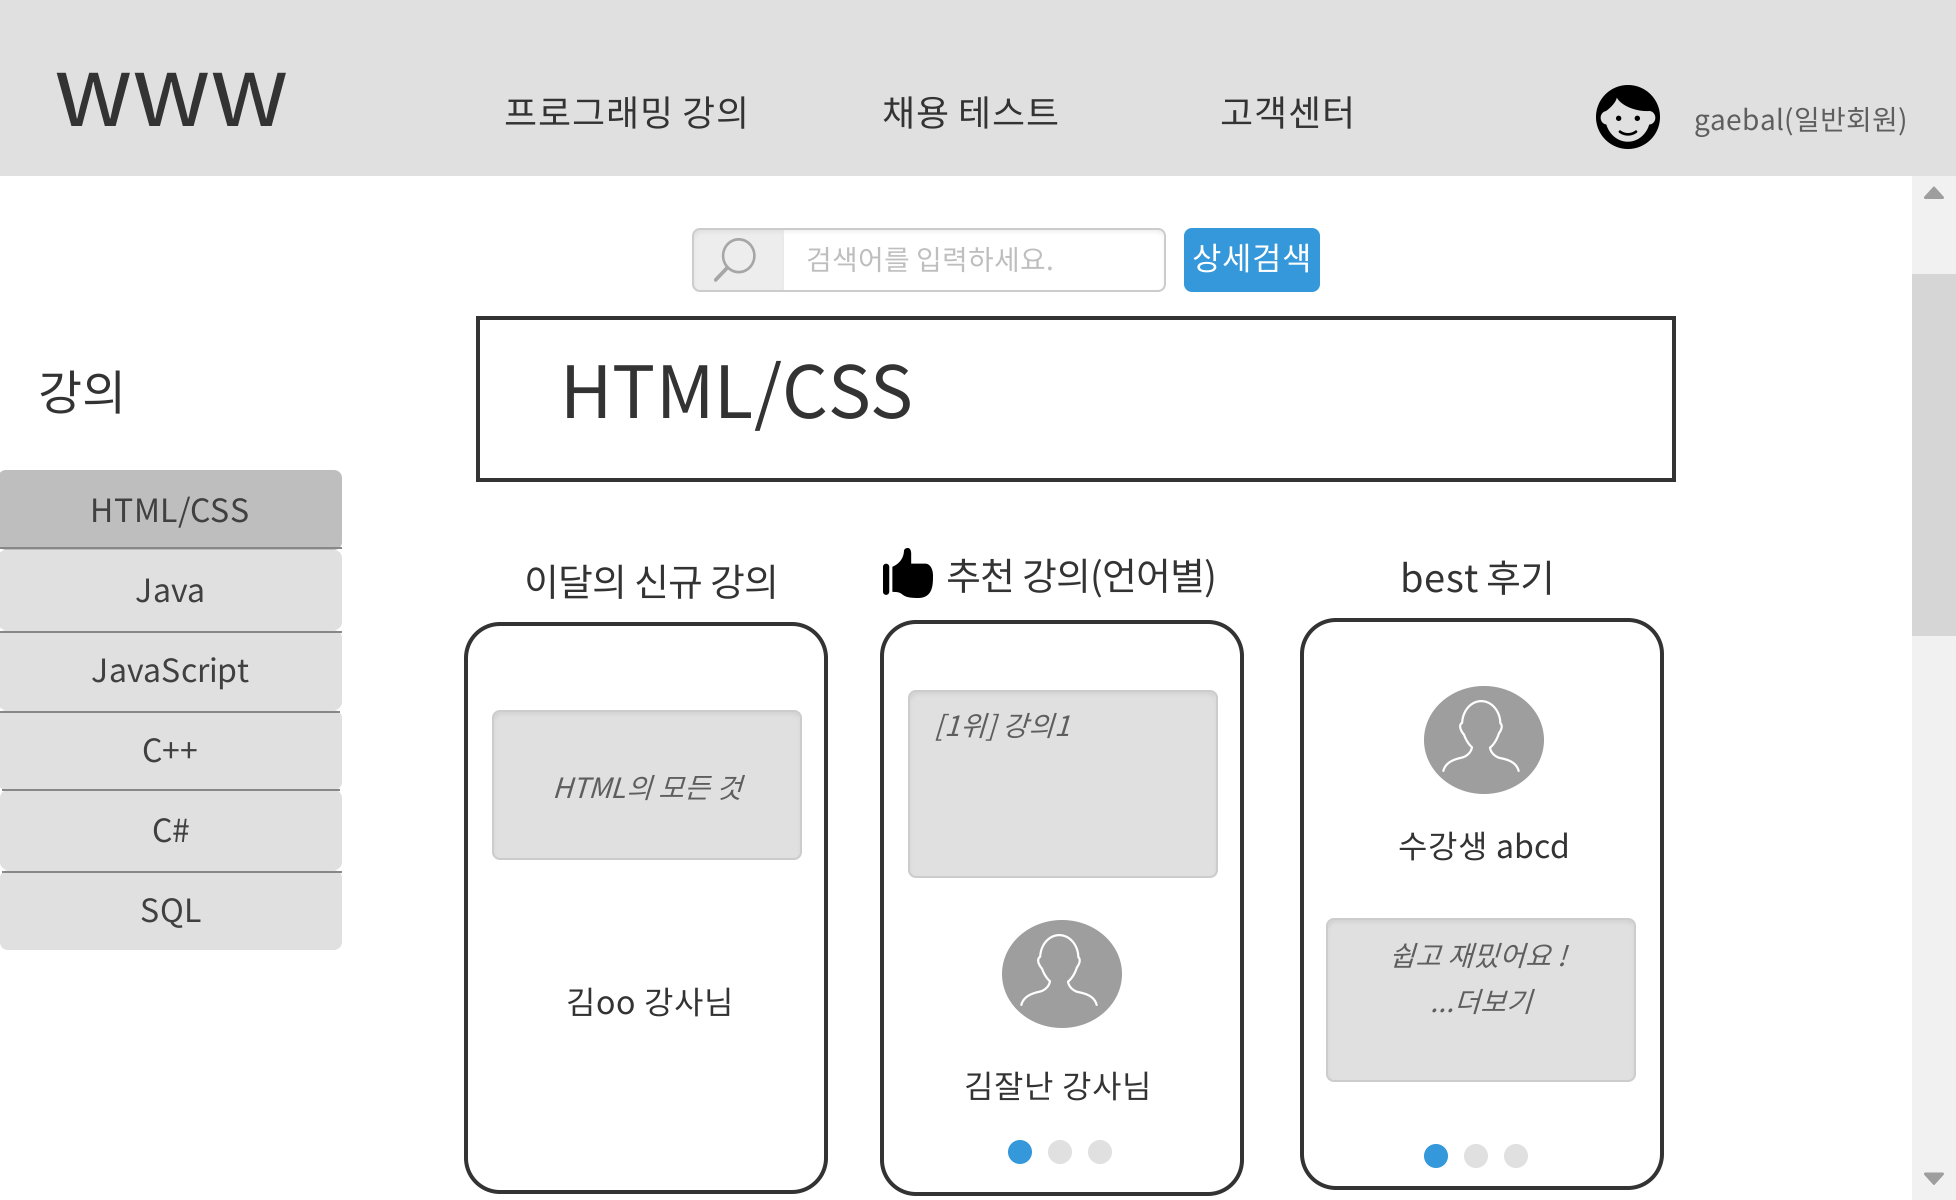 www
프로그래밍 강의
채용 테스트
고객센터
gaebal(일반회원)
검색어를 입력하세요.
상세검색
강의
HTML/CSS
Java
JavaScript
C++
C#
SQL
HTML/CSS
이달의 신규 강의
HTML의 모든 것
김oo 강사님
추천 강의(언어별)
[1위] 강의1
김잘난 강사님
best 후기
수강생 abcd
쉽고 재밌어요 !
...더보기